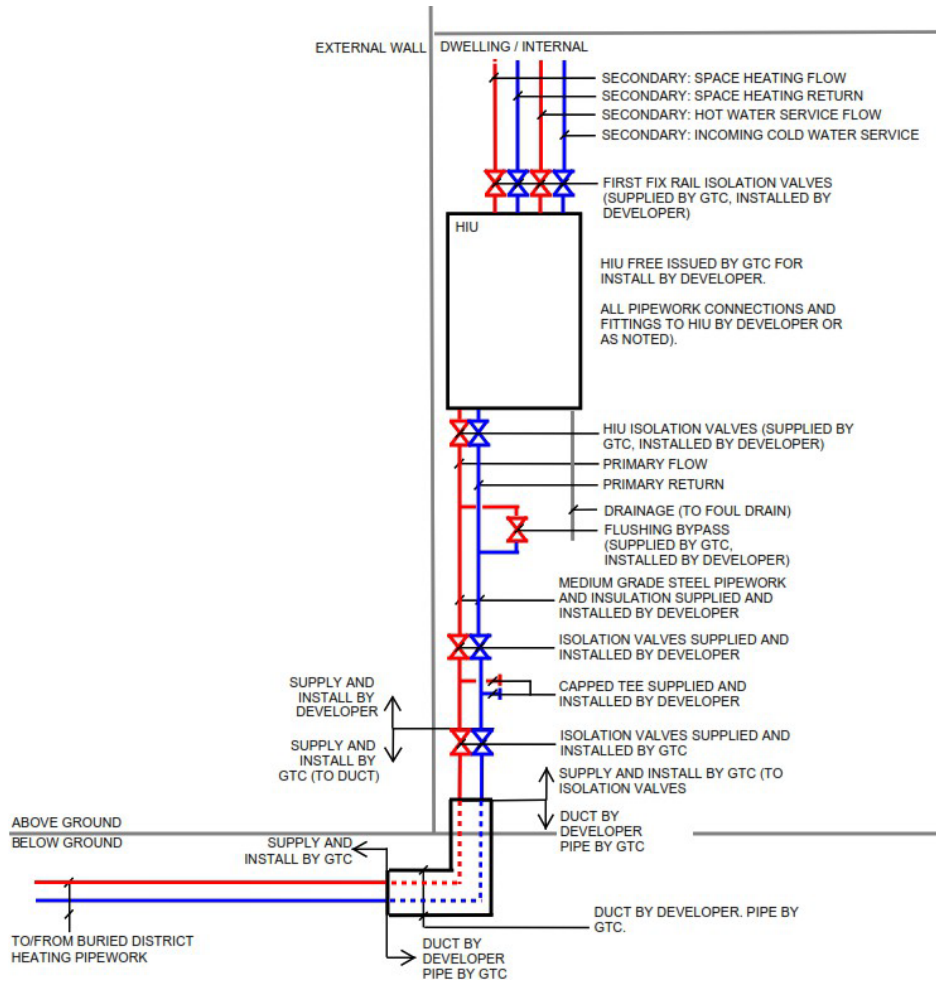 EXTERNAL WALL
DWELLING / INTERNAL
SECONDARY: SPACE HEATING FLOW
SECONDARY: SPACE HEATING RETURN
SECONDARY: HOT WATER SERVICE FLOW
SECONDARY: INCOMING COLD WATER SERVICE
FIRST FIX RAIL ISOLATION VALVES
(SUPPLIED BY GTC, INSTALLED BY
DEVELOPER)
HIU
HIU FREE ISSUED BY GTC FOR
INSTALL BY DEVELOPER.
ALL PIPEWORK CONNECTIONS AND
FITTINGS TO HIU BY DEVELOPER OR
AS NOTED).
HIU ISOLATION VALVES (SUPPLIED BY
GTC, INSTALLED BY DEVELOPER)
PRIMARY FLOW
PRIMARY RETURN
DRAINAGE (TO FOUL DRAIN)
FLUSHING BYPASS
(SUPPLIED BY GTC,
INSTALLED BY DEVELOPER)
MEDIUM GRADE STEEL PIPEWORK
AND INSULATION SUPPLIED AND
INSTALLED BY DEVELOPER
ISOLATION VALVES SUPPLIED AND
INSTALLED BY DEVELOPER
SUPPLY AND
INSTALL BY
DEVELOPER
CAPPED TEE SUPPLIED AND
INSTALLED BY DEVELOPER
SUPPLY AND
INSTALL BY
GTC (TO DUCT)
ISOLATION VALVES SUPPLIED AND
INSTALLED BY GTC
SUPPLY AND INSTALL BY GTC (TO
ISOLATION VALVES
ABOVE GROUND
BELOW GROUND
DUCT BY
DEVELOPER
PIPE BY GTC
SUPPLY AND
INSTALL BY GTC
DUCT BY DEVELOPER. PIPE BY
GTC.
TO/FROM BURIED DISTRICT
HEATING PIPEWORK
DUCT BY
DEVELOPER
PIPE BY GTC